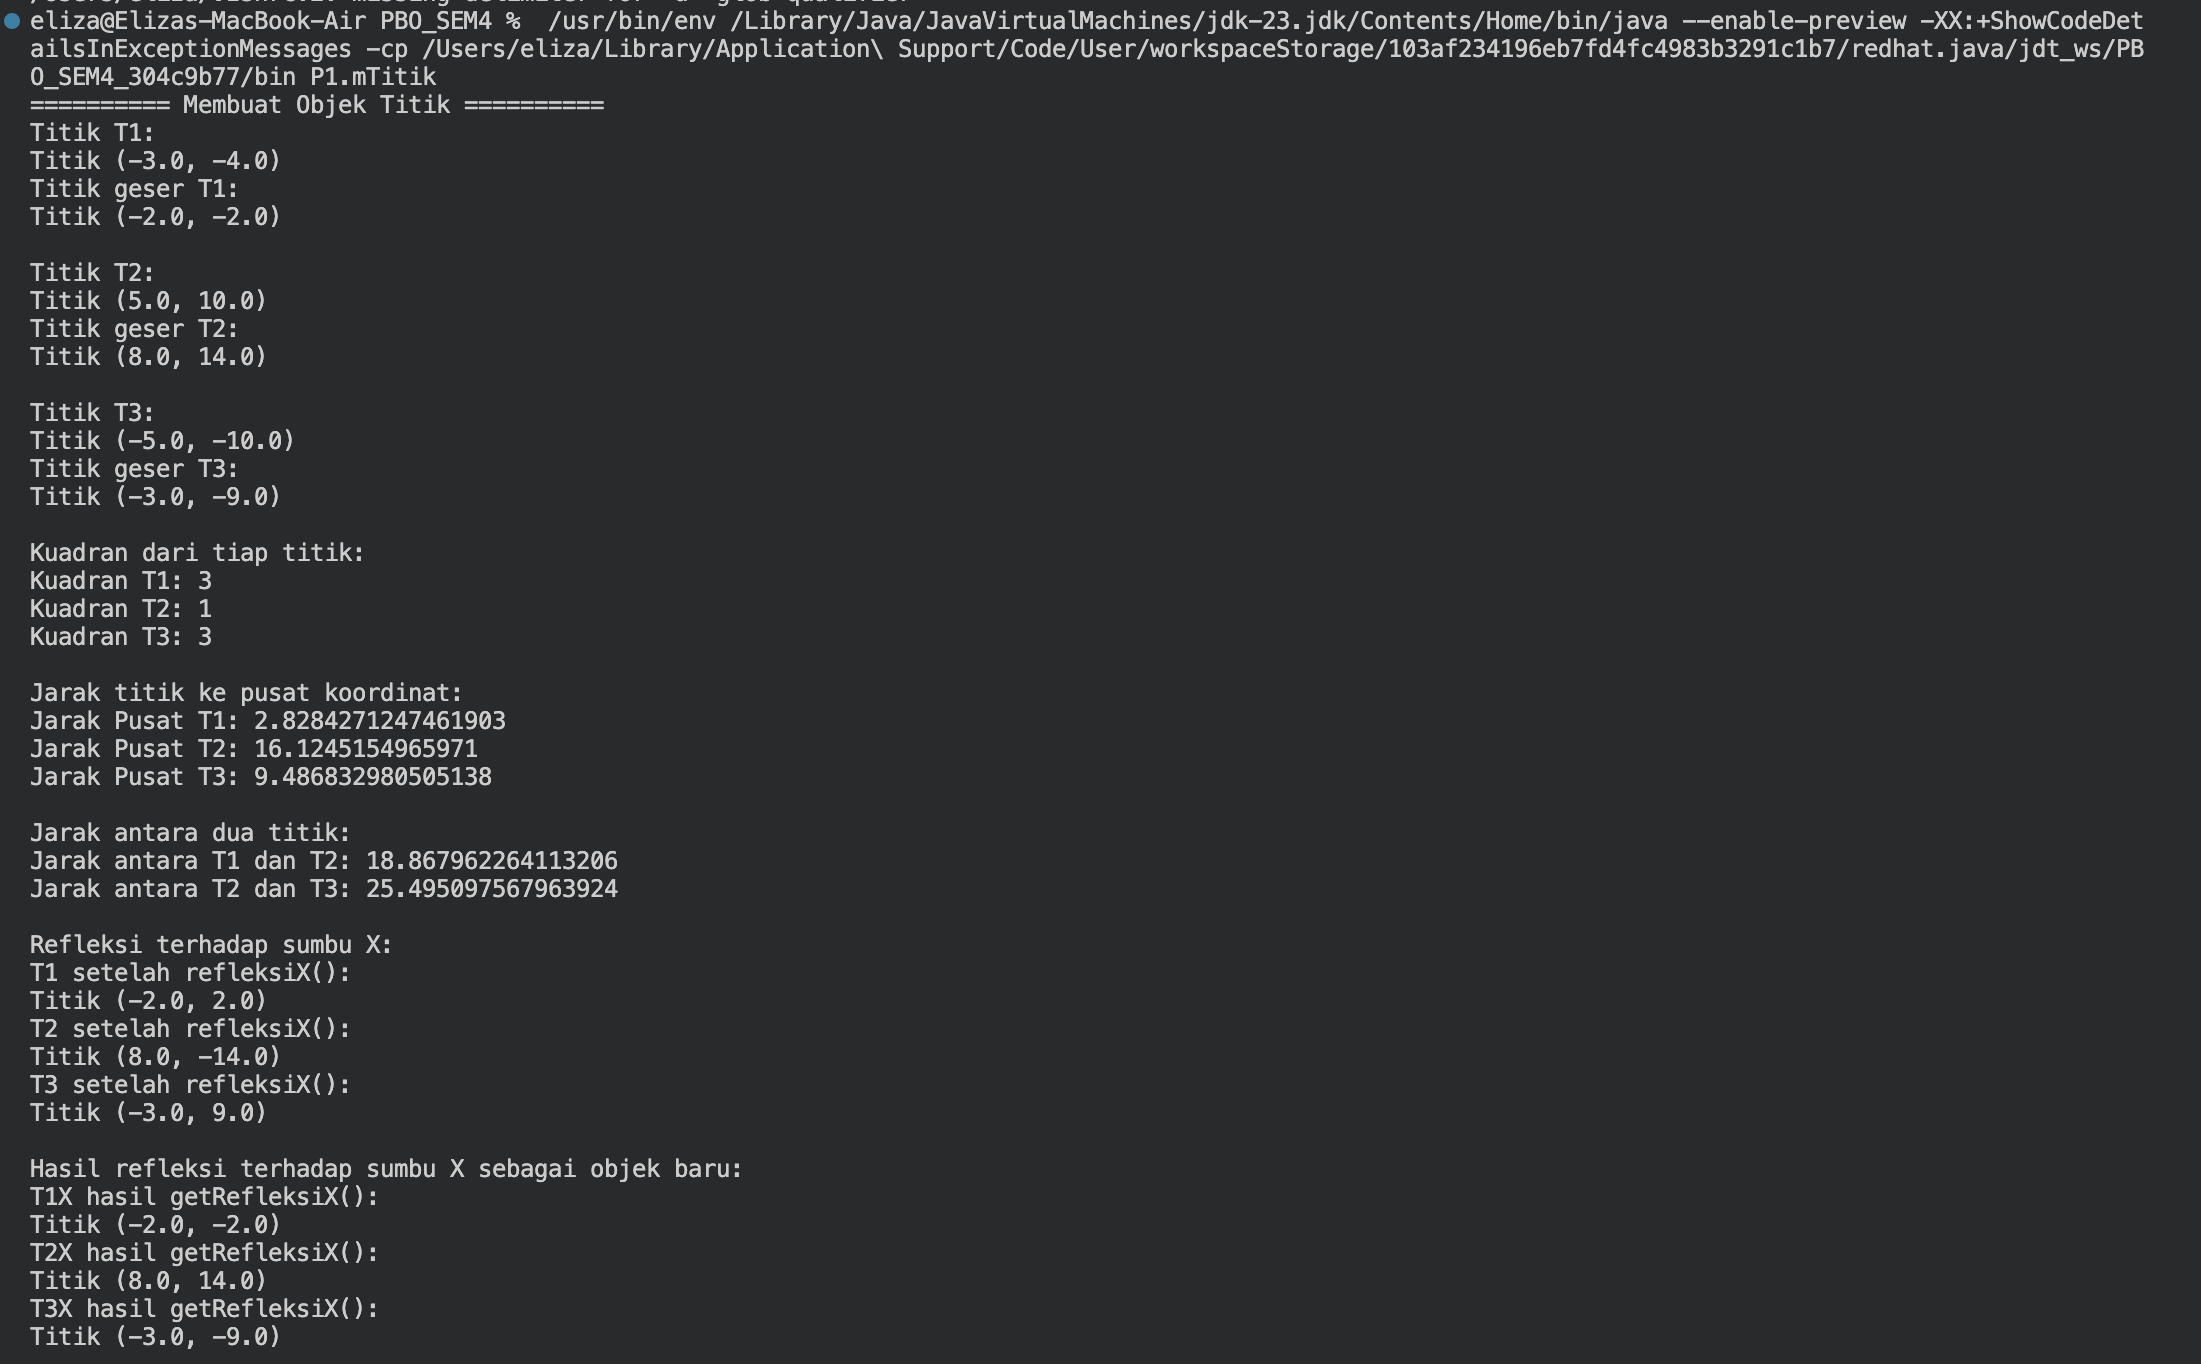 eliza@Elizas-MacBook-Air PBO_SEM4 %  /usr/bin/env /Library/Java/JavaVirtualMachines/jdk-23.jdk/Contents/Home/bin/java --enable-preview -XX:+ShowCodeDet
ailsInExceptionMessages -cp /Users/eliza/Library/Application\ Support/Code/User/workspaceStorage/103af234196eb7fd4fc4983b3291c1b7/redhat.java/jdt_ws/PB
O_SEM4_304c9b77/bin P1.mTitik
========== Membuat Objek Titik ==========
Titik T1:
Titik (-3.0, -4.0)
Titik geser T1:
Titik (-2.0, -2.0)
Titik T2:
Titik (5.0, 10.0)
Titik geser T2:
Titik (8.0, 14.0)
Titik T3:
Titik (-5.0, -10.0)
Titik geser T3:
Titik (-3.0, -9.0)
Kuadran dari tiap titik:
Kuadran T1: 3
Kuadran T2: 1
Kuadran T3: 3
Jarak titik ke pusat koordinat:
Jarak Pusat T1: 2.8284271247461903
Jarak Pusat T2: 16.1245154965971
Jarak Pusat T3: 9.486832980505138
Jarak antara dua titik:
Jarak antara T1 dan T2: 18.867962264113206
Jarak antara T2 dan T3: 25.495097567963924
Refleksi terhadap sumbu X:
T1 setelah refleksiX():
Titik (-2.0, 2.0)
T2 setelah refleksiX():
Titik (8.0, -14.0)
T3 setelah refleksiX():
Titik (-3.0, 9.0)
Hasil refleksi terhadap sumbu X sebagai objek baru:
T1X hasil getRefleksiX():
Titik (-2.0, -2.0)
T2X hasil getRefleksiX():
Titik (8.0, 14.0)
T3X hasil getRefleksiX():
Titik (-3.0, -9.0)